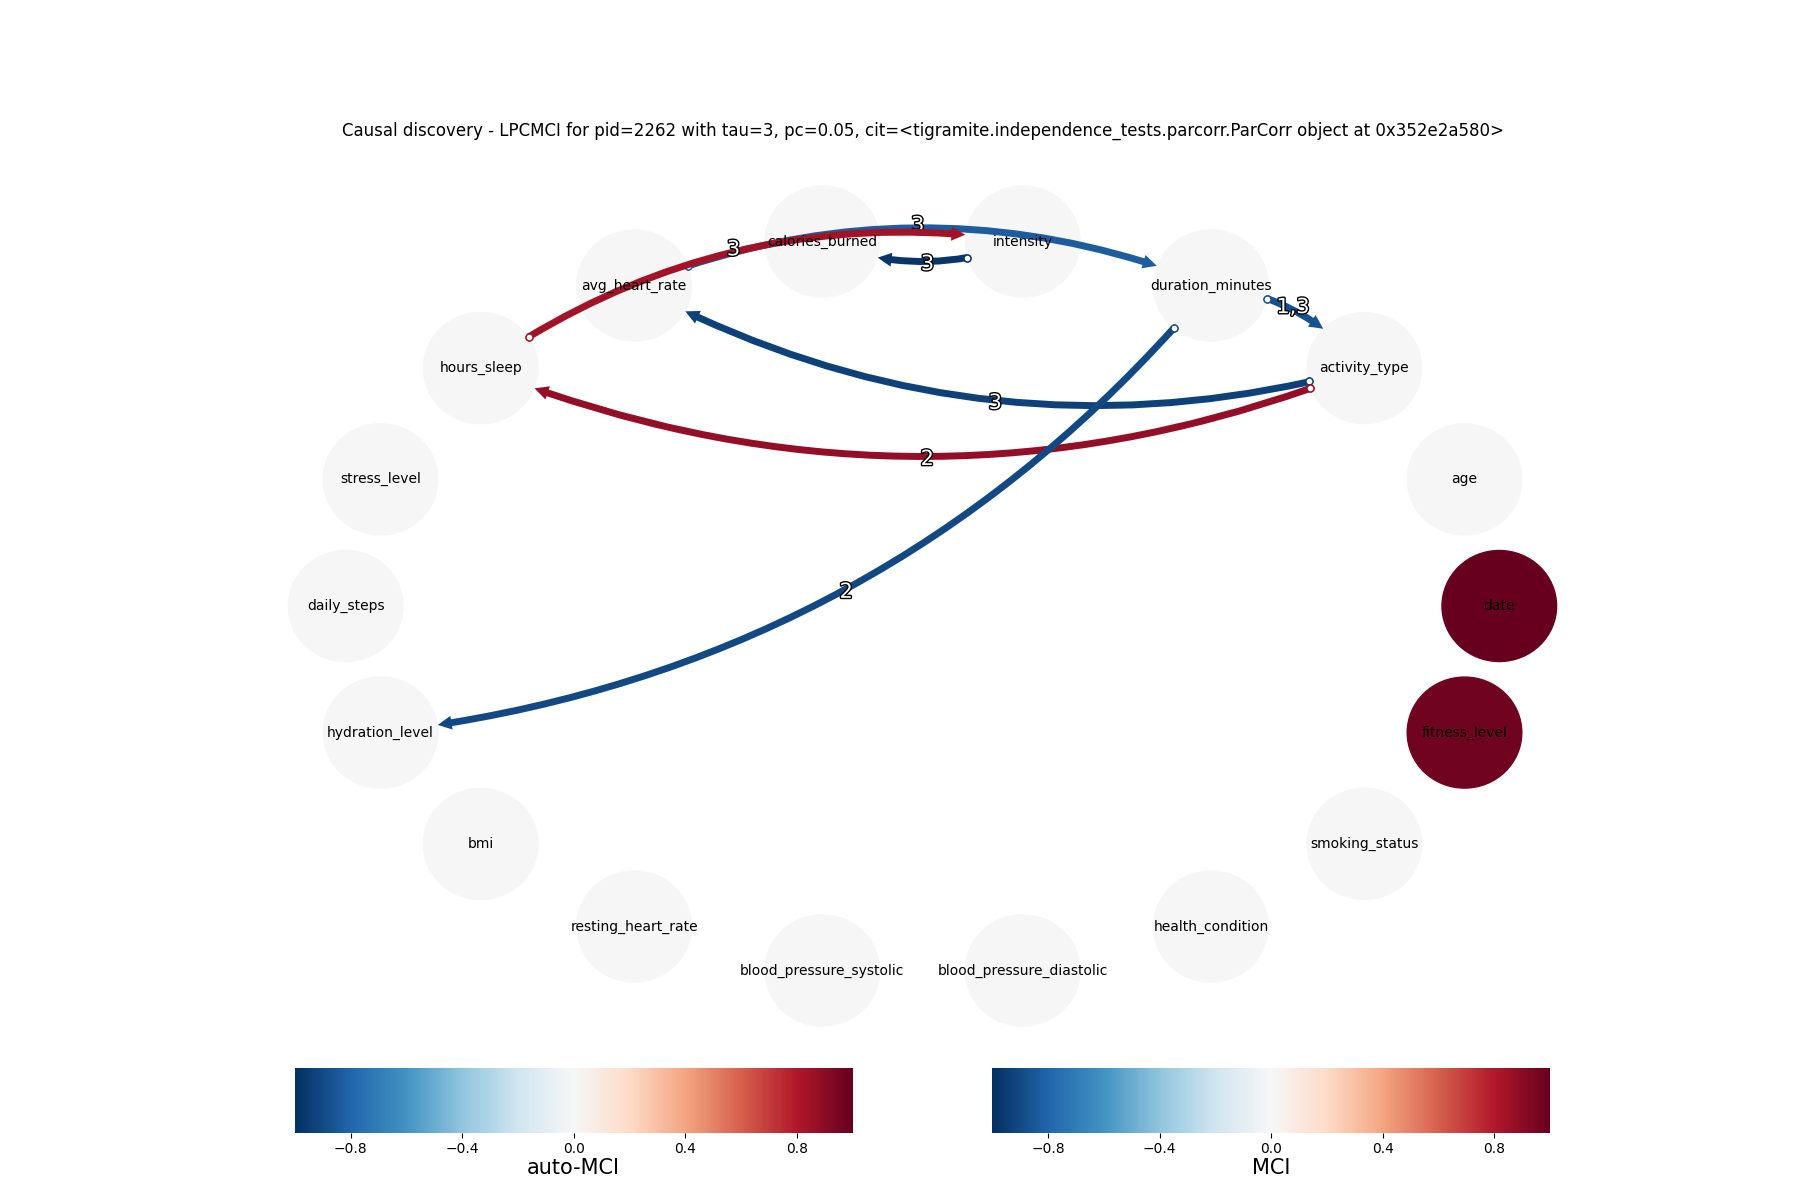 Causal discovery - LPCMCI for pid=2262 with tau=3, pc=0.05, cit=<tigramite.independence_tests.parcorr.ParCorr object at 0x352e2a580>
3
calories_burned
intensity
3
3
avg_heart_rate
duration_minutes
1,3
hours_sleep
activity_type
3
2
stress_level
age
2
daily_steps
date
hydration_level
fitness_level
bmi
smoking_status
resting_heart_rate
health_condition
blood_pressure_systolic
blood_pressure_diastolic
−0.8 −0.4 0.0 0.4 0.8
auto-MCI
−0.8 −0.4 0.0 0.4 0.8
MCI